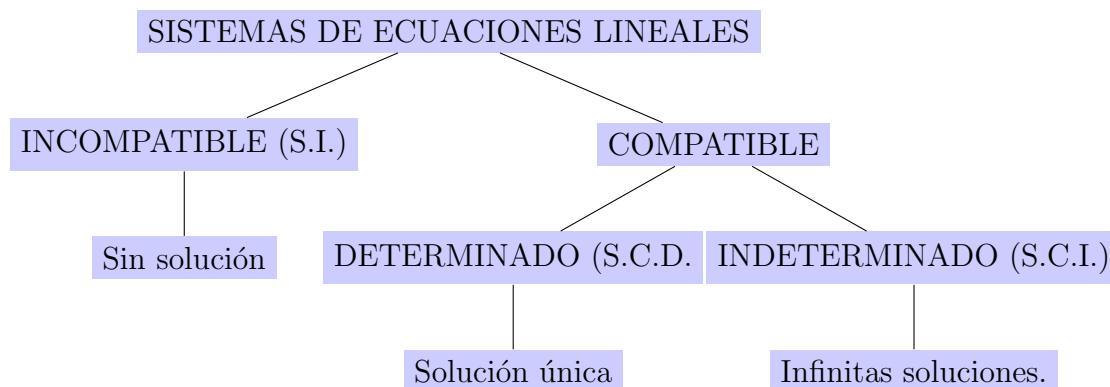 SISTEMAS DE ECUACIONES LINEALES
INCOMPATIBLE (S.I.)
COMPATIBLE
Sin solución
DETERMINADO (S.C.D.
INDETERMINADO (S.C.I.)
Solución única
Infinitas soluciones.